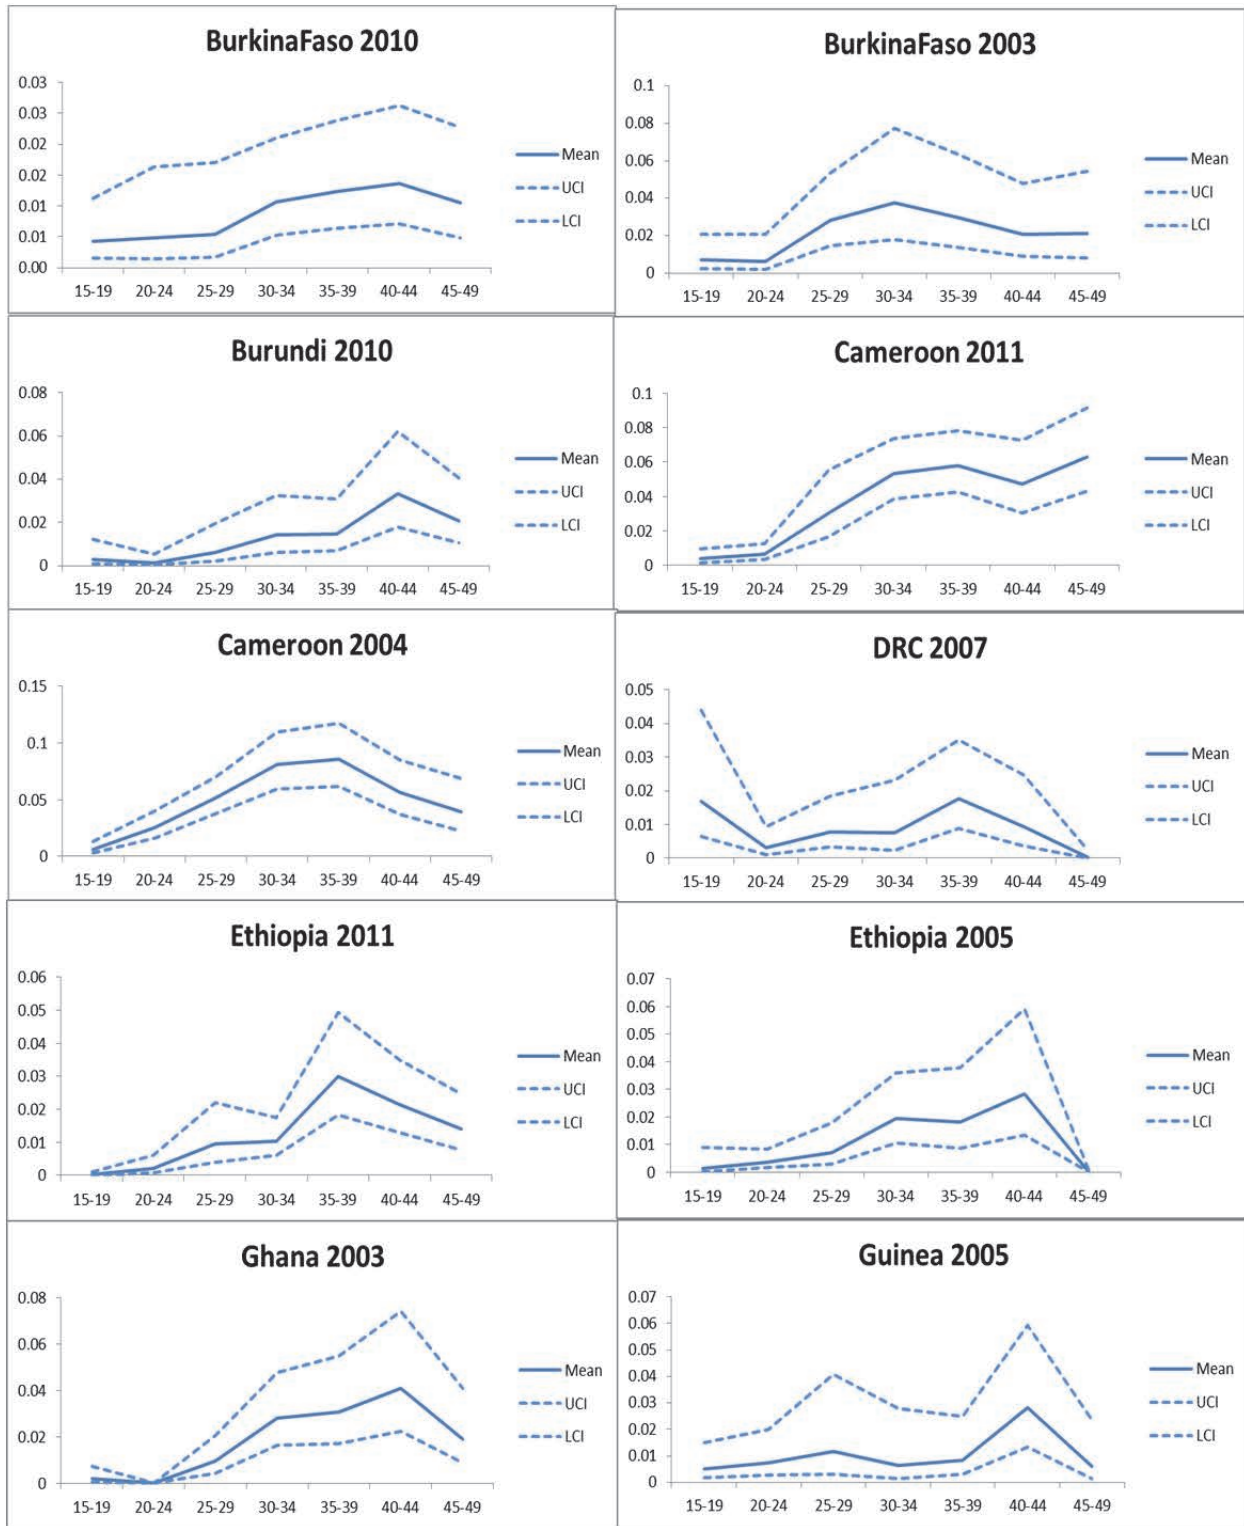 BurkinaFaso 2010
0.03
0.03
0.02
0.02
0.01
0.01
0.00
15-19 20-24 25-29 30-34 35-39 40-44 45-49
Mean
UCI
LCI
BurkinaFaso 2003
0.1
0.08
0.06
0.04
0.02
0
15-19 20-24 25-29 30-34 35-39 40-44 45-49
Mean
UCI
LCI
Burundi 2010
0.08
0.06
0.04
0.02
0
15-19 20-24 25-29 30-34 35-39 40-44 45-49
Mean
UCI
LCI
Cameroon 2011
0.1
0.08
0.06
0.04
0.02
0
15-19 20-24 25-29 30-34 35-39 40-44 45-49
Mean
UCI
LCI
Cameroon 2004
0.15
0.1
0.05
0
15-19 20-24 25-29 30-34 35-39 40-44 45-49
Mean
UCI
LCI
DRC 2007
0.05
0.04
0.03
0.02
0.01
0
15-19 20-24 25-29 30-34 35-39 40-44 45-49
Mean
UCI
LCI
Ethiopia 2011
0.06
0.05
0.04
0.03
0.02
0.01
0
15-19 20-24 25-29 30-34 35-39 40-44 45-49
Mean
UCI
LCI
Ethiopia 2005
0.07
0.06
0.05
0.04
0.03
0.02
0.01
0
15-19 20-24 25-29 30-34 35-39 40-44 45-49
Mean
UCI
LCI
Ghana 2003
0.08
0.06
0.04
0.02
0
15-19 20-24 25-29 30-34 35-39 40-44 45-49
Mean
UCI
LCI
Guinea 2005
0.07
0.06
0.05
0.04
0.03
0.02
0.01
0
15-19 20-24 25-29 30-34 35-39 40-44 45-49
Mean
UCI
LCI